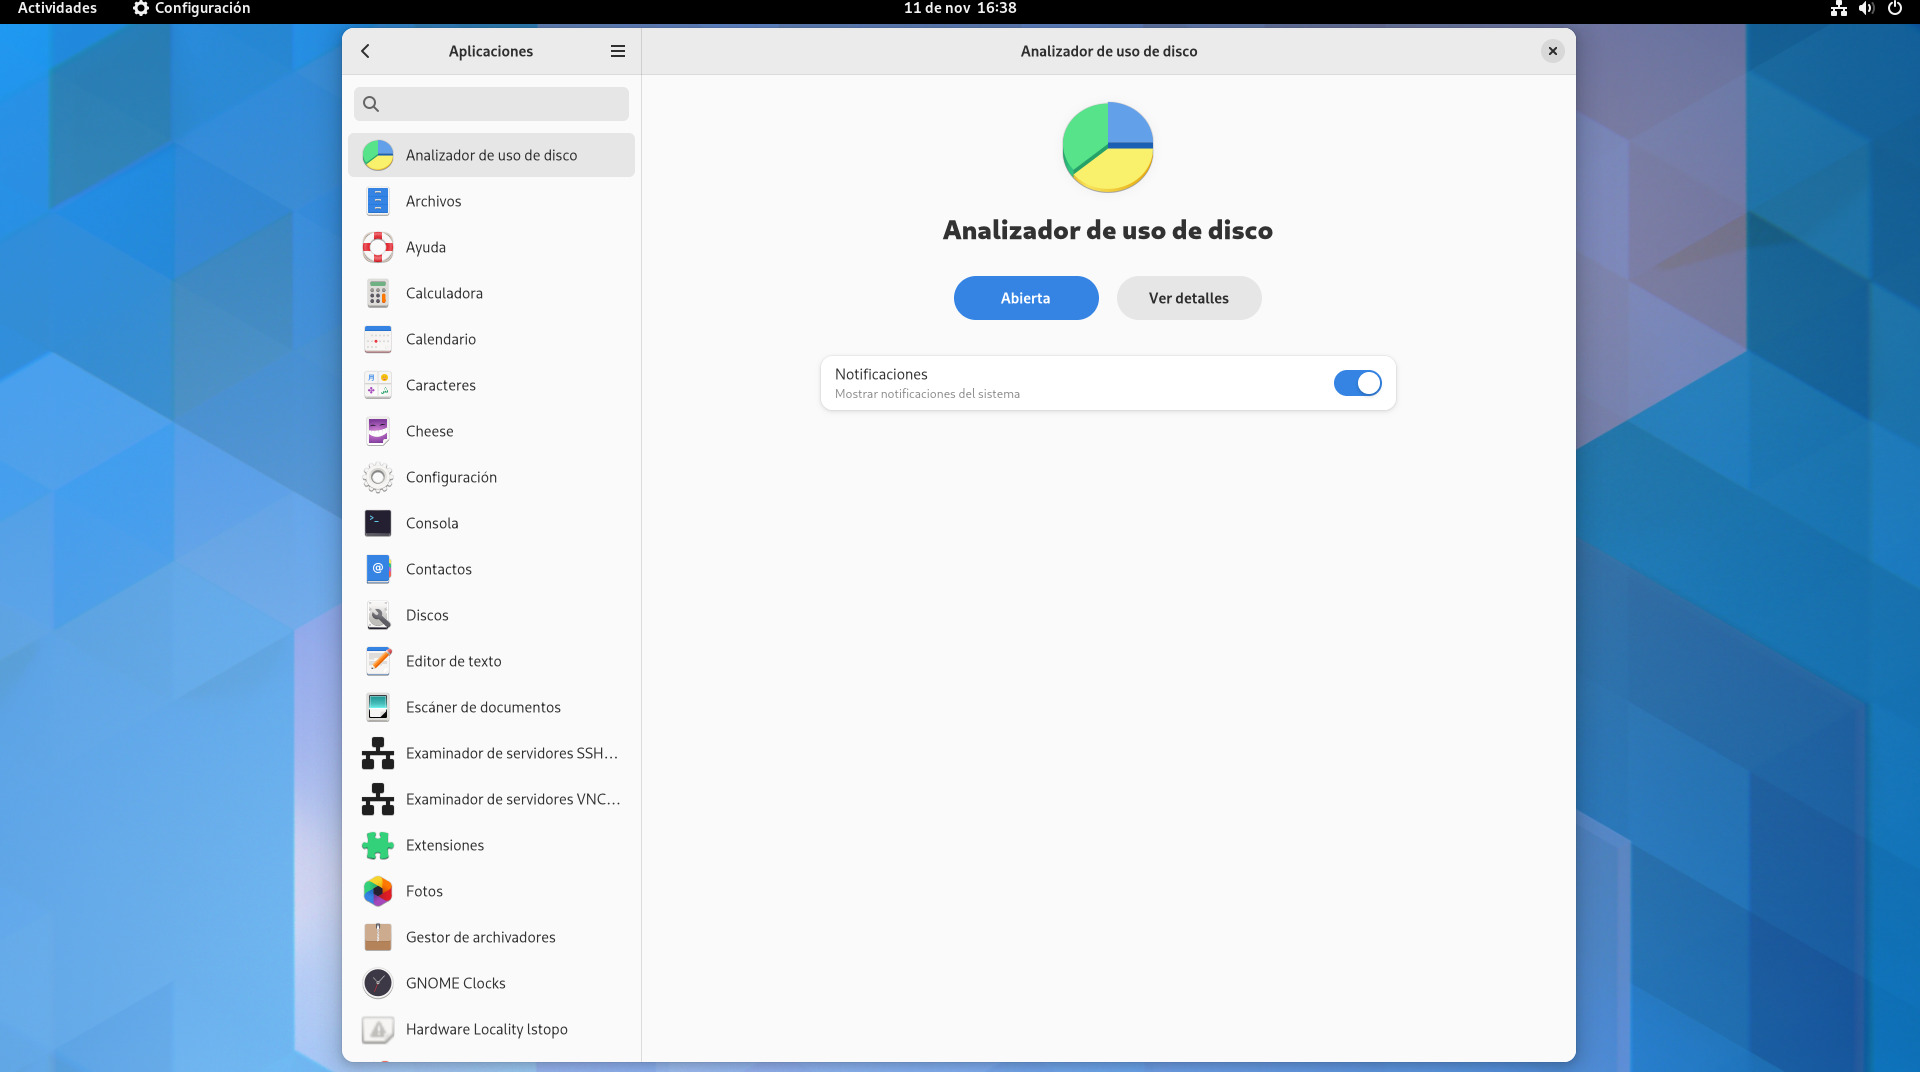 Actividades
Configuración
11 de nov 16:38
Aplicaciones
Analizador de uso de disco
Analizador de uso de disco
Archivos
Ayuda
Calculadora
Calendario
Caracteres
Cheese
Configuración
Consola
Contactos
Discos
Editor de texto
Escáner de documentos
Examinador de servidores SSH…
Examinador de servidores VNC…
Extensiones
Fotos
Gestor de archivadores
GNOME Clocks
Hardware Locality lstopo
Analizador de uso de disco
Abierta
Ver detalles
Notificaciones
Mostrar notificaciones del sistema